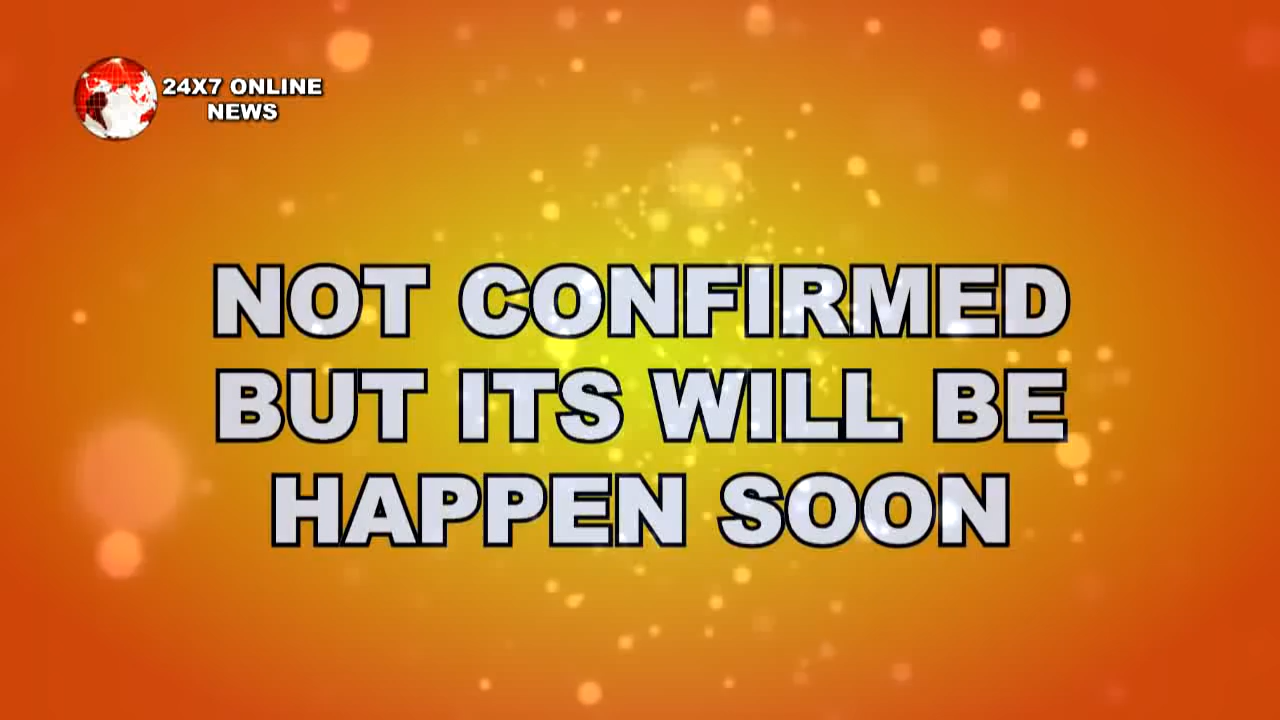 24X7 ONLINE
NEWS
NOT CONFIRMED
BUT ITS WILL BE
HAPPEN SOON